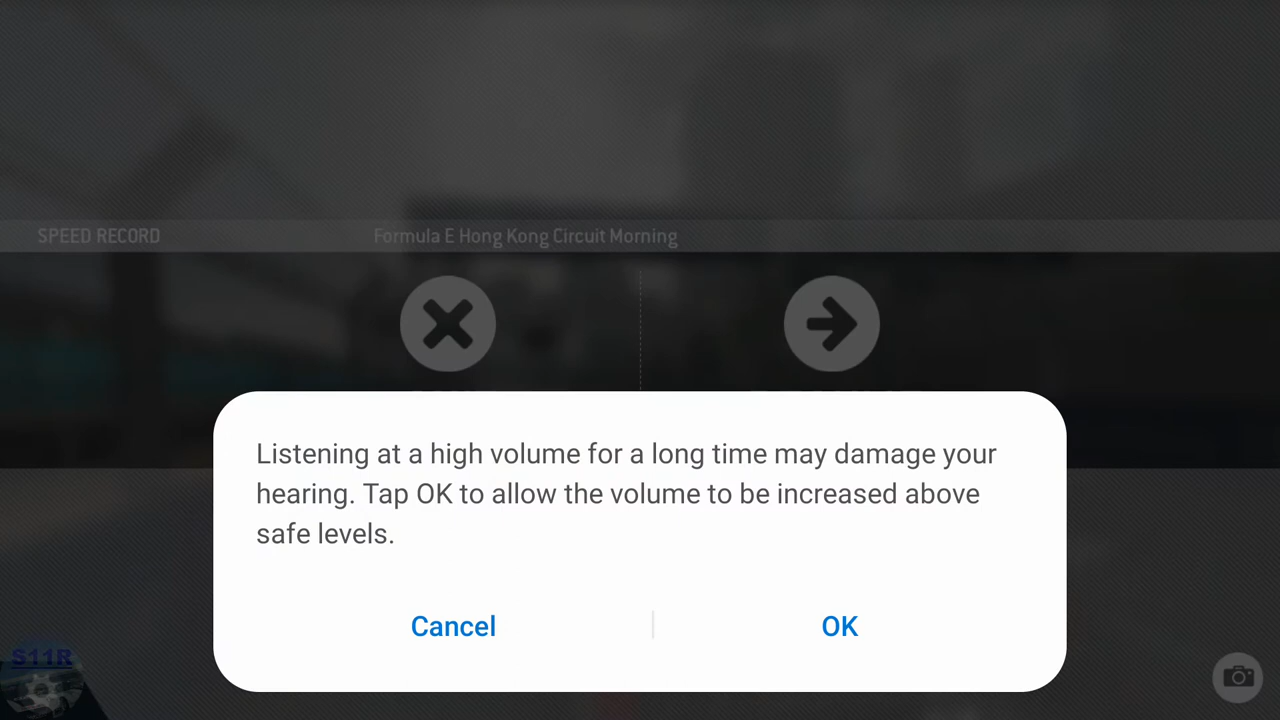 SPEED RECORD Formula E Hong Kong Circuit Morning
Listening at a high volume for a long time may damage your
hearing. Tap OK to allow the volume to be increased above
safe levels.
Cancel OK
S11R